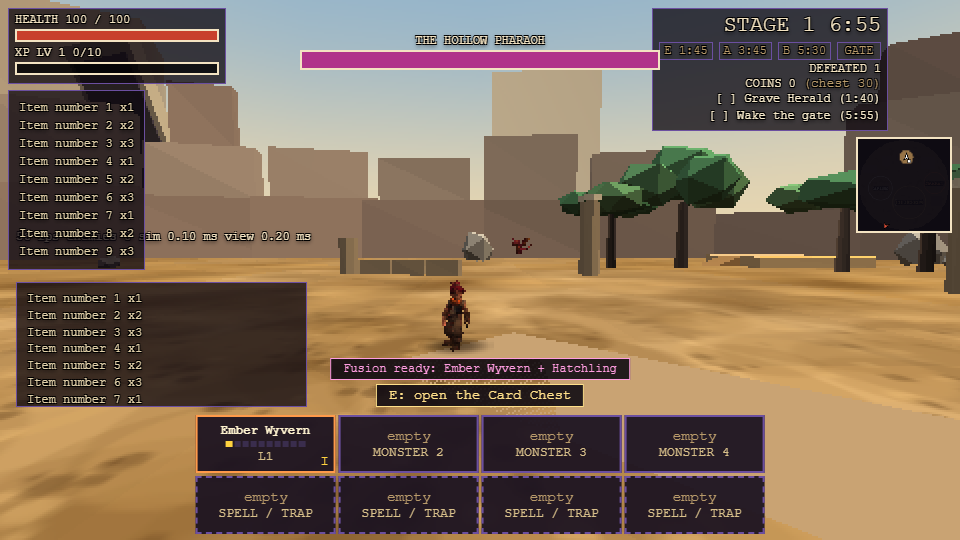 HEALTH 100 / 100
XP LV 1 0/10
THE HOLLOW PHARAOH
STAGE 1 6:55
E 1:45 A 3:45 B 5:30 GATE
DEFEATED 1
COINS 0 (chest 30)
[ ] Grave Herald (1:40)
[ ] Wake the gate (5:55)
Item number 1 x1
Item number 2 x2
Item number 3 x3
Item number 4 x1
Item number 5 x2
Item number 6 x3
Item number 7 x1
Item number 8 x2
Item number 9 x3
sim 0.10 ms view 0.20 ms
Item number 1 x1
Item number 2 x2
Item number 3 x3
Item number 4 x1
Item number 5 x2
Item number 6 x3
Item number 7 x1
Fusion ready: Ember Wyvern + Hatchling
E: open the Card Chest
Ember Wyvern
L1
I
empty
MONSTER 2
empty
MONSTER 3
empty
MONSTER 4
empty
SPELL / TRAP
empty
SPELL / TRAP
empty
SPELL / TRAP
empty
SPELL / TRAP